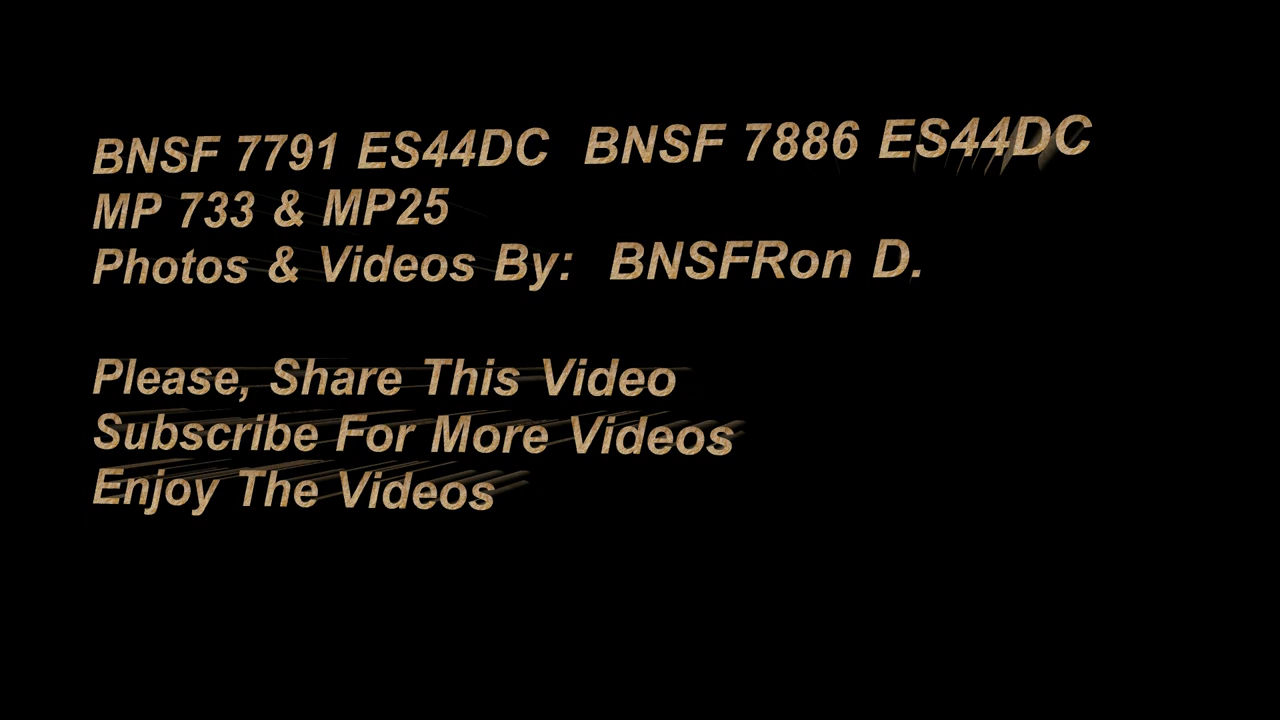 BNSF 7791 ES44DC  BNSF 7886 ES44DC
MP 733 & MP25
Photos & Videos By:  BNSFRon D.
Please, Share This Video
Subscribe For More Videos
Enjoy The Videos